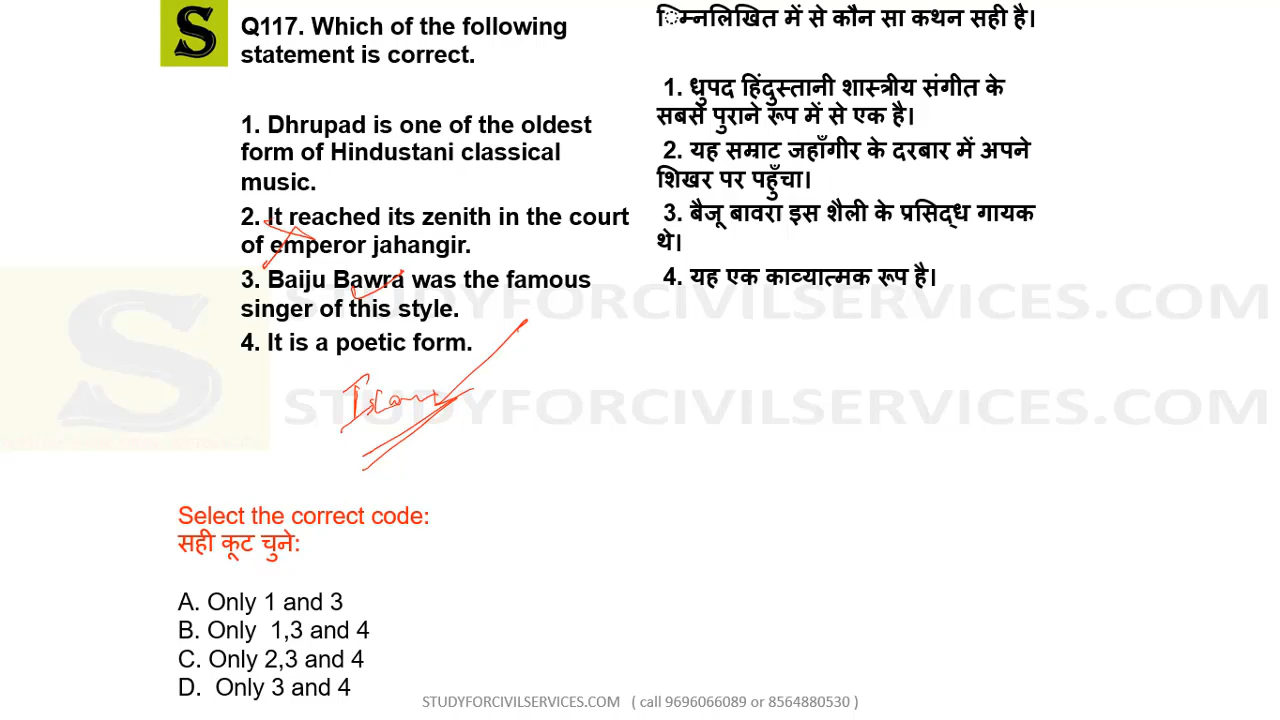 S
Q117. Which of the following
statement is correct.
1. Dhrupad is one of the oldest
form of Hindustani classical
music.
2. It reached its zenith in the court
of emperor jahangir.
3. Baiju Bawra was the famous
singer of this style.
4. It is a poetic form.
िम्नलिखित में से कौन सा कथन सही है।
1. ध्रुपद हिंदुस्तानी शास्त्रीय संगीत के
सबसे पुराने रूप में से एक है।
2. यह सम्राट जहाँगीर के दरबार में अपने
शिखर पर पहुँचा।
3. बैजू बावरा इस शैली के प्रसिद्ध गायक
थे।
4. यह एक काव्यात्मक रूप है।
STUDYFORCIVILSERVICES.COM
STUDYFORCIVILSERVICES.COM
Select the correct code:
सही कूट चुने:
A. Only 1 and 3
B. Only 1,3 and 4
C. Only 2,3 and 4
D. Only 3 and 4
STUDYFORCIVILSERVICES.COM ( call 9696066089 or 8564880530 )